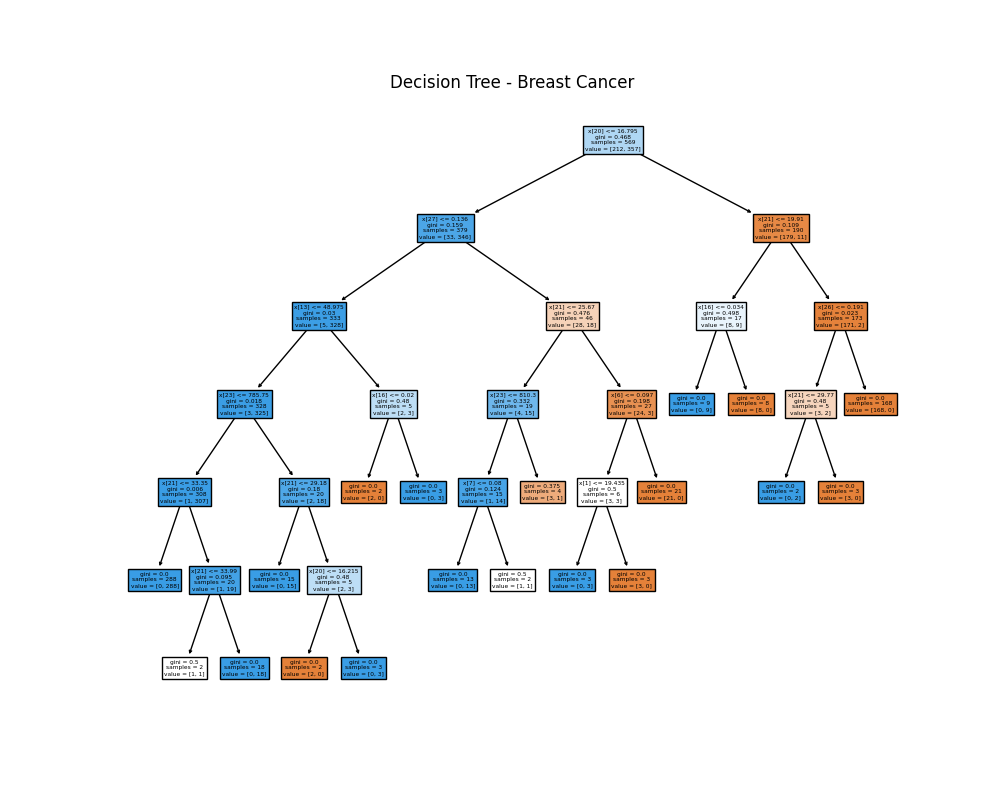 Decision Tree - Breast Cancer
x[20] <= 16.795
gini = 0.468
samples = 569
value = [212, 357]
x[27] <= 0.136
gini = 0.159
samples = 379
value = [33, 346]
x[21] <= 19.91
gini = 0.109
samples = 190
value = [179, 11]
x[13] <= 48.975
gini = 0.03
samples = 333
value = [5, 328]
x[21] <= 25.67
gini = 0.476
samples = 46
value = [28, 18]
x[16] <= 0.034
gini = 0.498
samples = 17
value = [8, 9]
x[26] <= 0.191
gini = 0.023
samples = 173
value = [171, 2]
x[23] <= 785.75
gini = 0.018
samples = 328
value = [3, 325]
x[16] <= 0.02
gini = 0.48
samples = 5
value = [2, 3]
x[23] <= 810.3
gini = 0.332
samples = 19
value = [4, 15]
x[6] <= 0.097
gini = 0.198
samples = 27
value = [24, 3]
gini = 0.0
samples = 9
value = [0, 9]
gini = 0.0
samples = 8
value = [8, 0]
x[21] <= 29.77
gini = 0.48
samples = 5
value = [3, 2]
gini = 0.0
samples = 168
value = [168, 0]
x[21] <= 33.35
gini = 0.006
samples = 308
value = [1, 307]
x[21] <= 29.18
gini = 0.18
samples = 20
value = [2, 18]
gini = 0.0
samples = 2
value = [2, 0]
gini = 0.0
samples = 3
value = [0, 3]
x[7] <= 0.08
gini = 0.124
samples = 15
value = [1, 14]
gini = 0.375
samples = 4
value = [3, 1]
x[1] <= 19.435
gini = 0.5
samples = 6
value = [3, 3]
gini = 0.0
samples = 21
value = [21, 0]
gini = 0.0
samples = 2
value = [0, 2]
gini = 0.0
samples = 3
value = [3, 0]
gini = 0.0
samples = 288
value = [0, 288]
x[21] <= 33.99
gini = 0.095
samples = 20
value = [1, 19]
gini = 0.0
samples = 15
value = [0, 15]
x[20] <= 16.215
gini = 0.48
samples = 5
value = [2, 3]
gini = 0.0
samples = 13
value = [0, 13]
gini = 0.5
samples = 2
value = [1, 1]
gini = 0.0
samples = 3
value = [0, 3]
gini = 0.0
samples = 3
value = [3, 0]
gini = 0.5
samples = 2
value = [1, 1]
gini = 0.0
samples = 18
value = [0, 18]
gini = 0.0
samples = 2
value = [2, 0]
gini = 0.0
samples = 3
value = [0, 3]